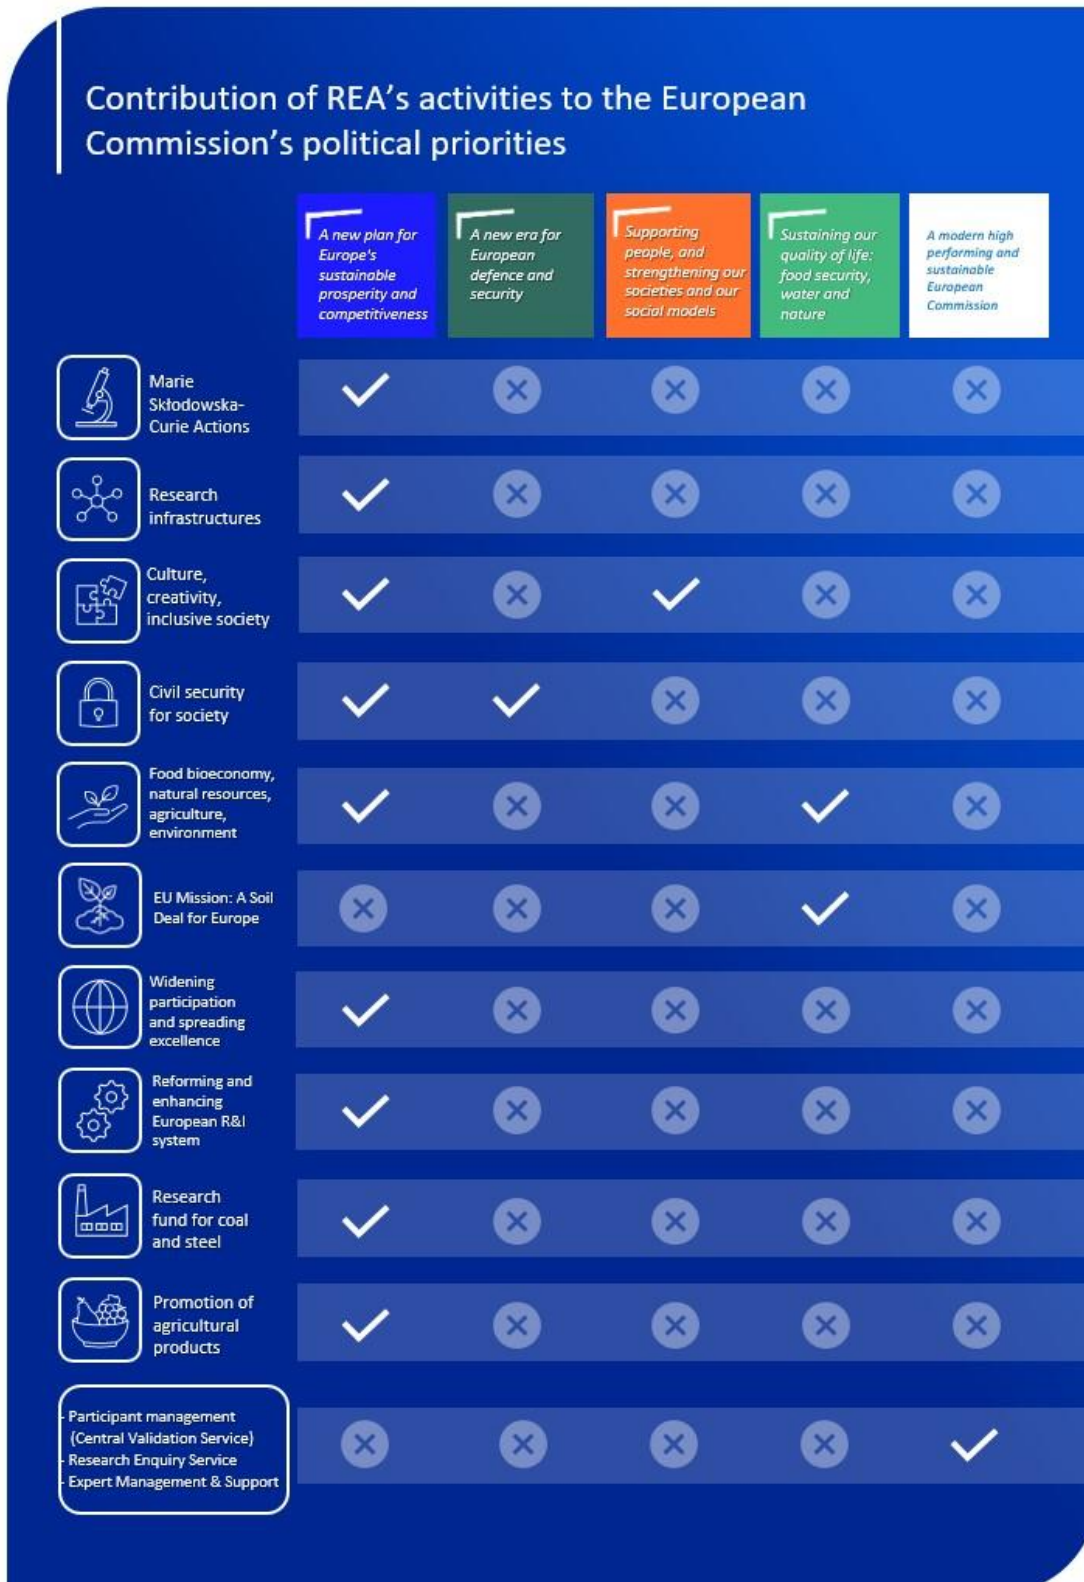 Contribution of REA's activities to the European
Commission's political priorities
A new plan for
Europe's
sustainable
prosperity and
competitiveness
A new era for
European
defence and
security
Supporting
people, and
strengthening our
societies and our
social models
Sustaining our
quality of life:
food security,
water and
nature
A modern high
performing and
sustainable
European
Commission
Marie
Skłodowska-
Curie Actions
Research
infrastructures
Culture,
creativity,
inclusive society
Civil security
for society
Food bioeconomy,
natural resources,
agriculture,
environment
EU Mission: A Soil
Deal for Europe
Widening
participation
and spreading
excellence
Reforming and
enhancing
European R&I
system
Research
fund for coal
and steel
Promotion of
agricultural
products
- Participant management
(Central Validation Service)
- Research Enquiry Service
- Expert Management & Support